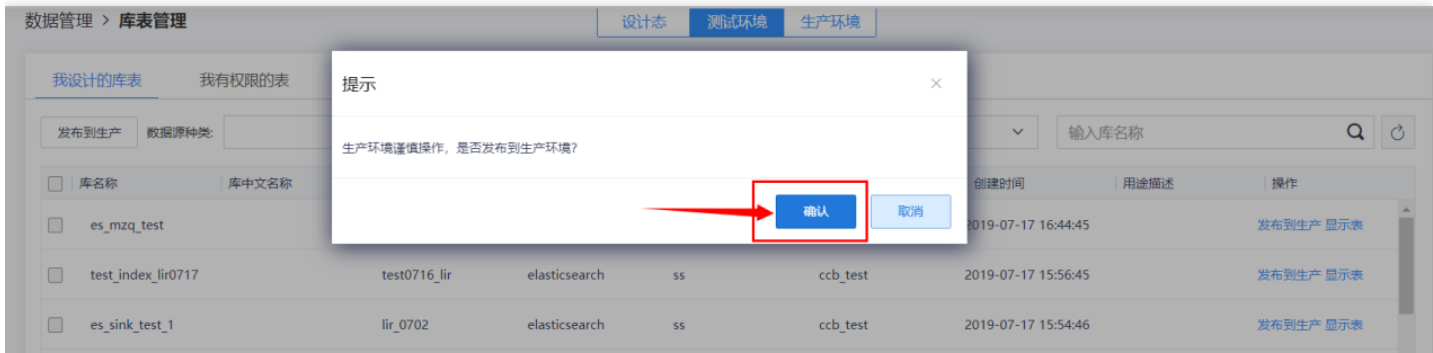 数据管理 > 库表管理
设计态 测试环境 生产环境
我设计的库表 我有权限的表
提示
发布到生产 数据源种类:
输入库名称
生产环境谨慎操作，是否发布到生产环境?
确认 取消
库名称 库中文名称 创建时间 用途描述 操作
es_mzq_test 2019-07-17 16:44:45 发布到生产 显示表
test_index_lir0717 test0716_lir elasticsearch ss ccb_test 2019-07-17 15:56:45 发布到生产 显示表
es_sink_test_1 lir_0702 elasticsearch ss ccb_test 2019-07-17 15:54:46 发布到生产 显示表